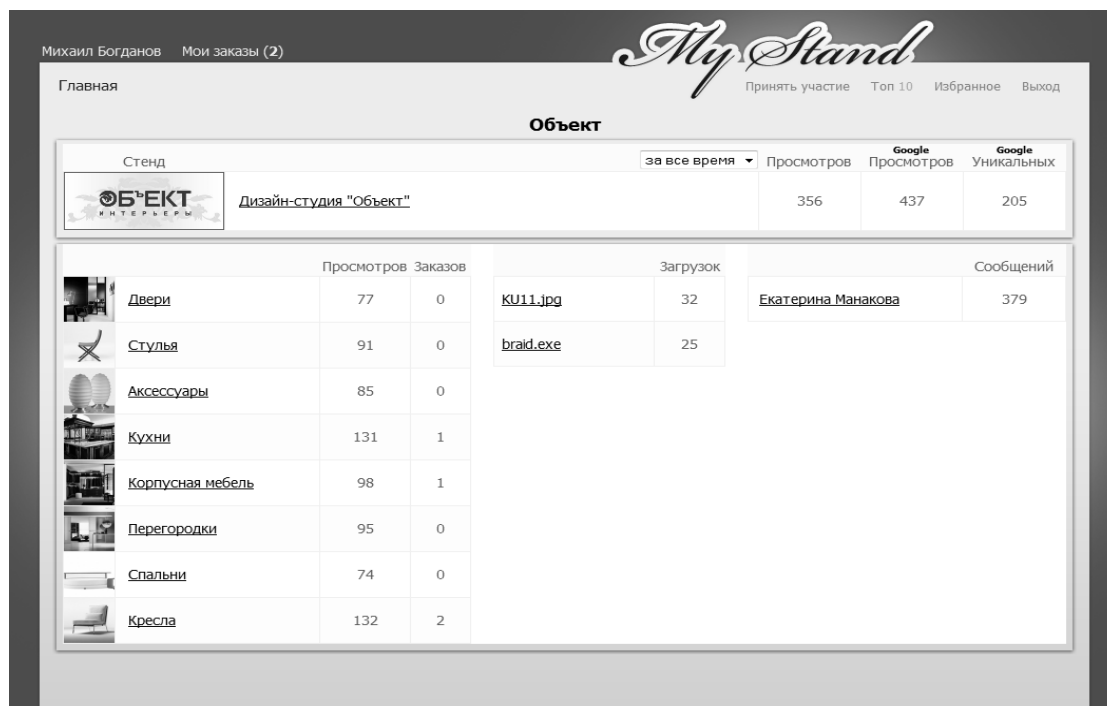 My Stand
Михаил Богданов Мои заказы (2)
Главная Принять участие Топ 10 Избранное Выход
Объект
Стенд за все время Просмотров Google Просмотров Google Уникальных
ОБЪЕКТ
ИНТЕРЬЕРЫ
Дизайн-студия "Объект" 356 437 205
Просмотров Заказов Загрузок Сообщений
Двери 77 0 KU11.jpg 32 Екатерина Манакова 379
Стулья 91 0 braid.exe 25
Аксессуары 85 0
Кухни 131 1
Корпусная мебель 98 1
Перегородки 95 0
Спальни 74 0
Кресла 132 2